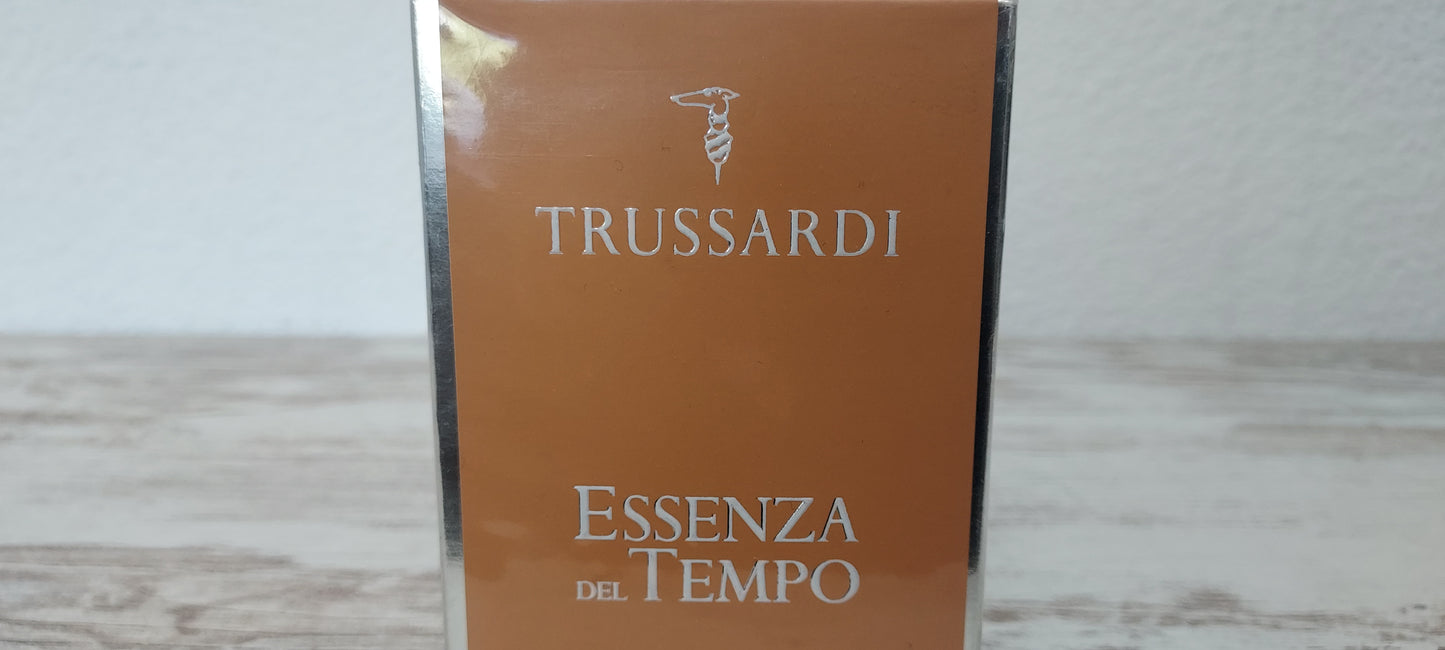 TRUSSARDI
ESSENZA
DEL TEMPO